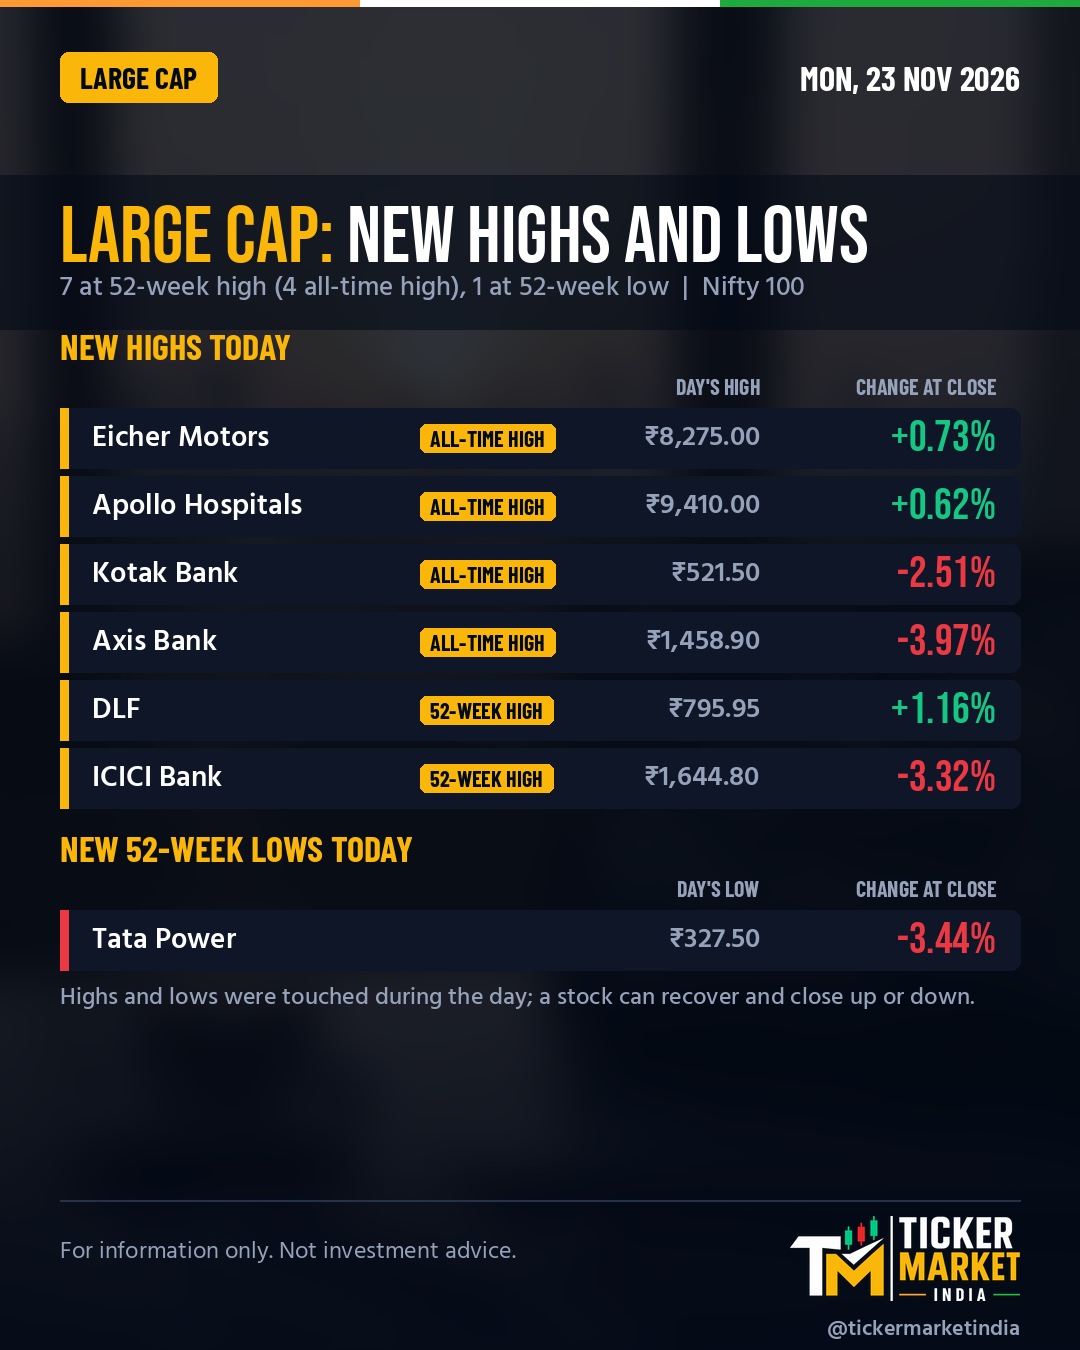 LARGE CAP
MON, 23 NOV 2026
LARGE CAP: NEW HIGHS AND LOWS
7 at 52-week high (4 all-time high), 1 at 52-week low | Nifty 100
NEW HIGHS TODAY
DAY'S HIGH CHANGE AT CLOSE
Eicher Motors ALL-TIME HIGH ₹8,275.00 +0.73%
Apollo Hospitals ALL-TIME HIGH ₹9,410.00 +0.62%
Kotak Bank ALL-TIME HIGH ₹521.50 -2.51%
Axis Bank ALL-TIME HIGH ₹1,458.90 -3.97%
DLF 52-WEEK HIGH ₹795.95 +1.16%
ICICI Bank 52-WEEK HIGH ₹1,644.80 -3.32%
NEW 52-WEEK LOWS TODAY
DAY'S LOW CHANGE AT CLOSE
Tata Power ₹327.50 -3.44%
Highs and lows were touched during the day; a stock can recover and close up or down.
For information only. Not investment advice.
TM TICKER
MARKET
INDIA
@tickermarketindia